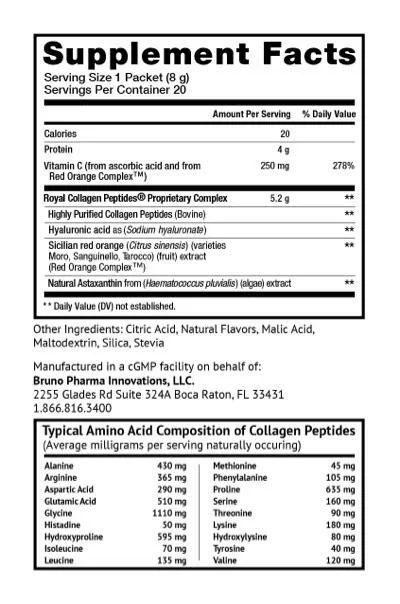 Supplement Facts
Serving Size 1 Packet (8 g)
Servings Per Container 20
Amount Per Serving % Daily Value
Calories 20
Protein 4 g
Vitamin C (from ascorbic acid and from 250 mg 278%
Red Orange Complex™)
Royal Collagen Peptides® Proprietary Complex 5.2 g **
Highly Purified Collagen Peptides (Bovine) **
Hyaluronic acid as (Sodium hyaluronate) **
Sicilian red orange (Citrus sinensis) (varieties **
Moro, Sanguinello, Tarocco) (fruit) extract
(Red Orange Complex™)
Natural Astaxanthin from (Haematococcus pluvialis) (algae) extract **
** Daily Value (DV) not established.
Other Ingredients: Citric Acid, Natural Flavors, Malic Acid,
Maltodextrin, Silica, Stevia
Manufactured in a cGMP facility on behalf of:
Bruno Pharma Innovations, LLC.
2255 Glades Rd Suite 324A Boca Raton, FL 33431
1.866.816.3400
Typical Amino Acid Composition of Collagen Peptides
(Average milligrams per serving naturally occuring)
Alanine 430 mg Methionine 45 mg
Arginine 365 mg Phenylalanine 105 mg
Aspartic Acid 290 mg Proline 635 mg
Glutamic Acid 510 mg Serine 160 mg
Glycine 1110 mg Threonine 90 mg
Histadine 50 mg Lysine 180 mg
Hydroxyproline 595 mg Hydroxylysine 80 mg
Isoleucine 70 mg Tyrosine 40 mg
Leucine 135 mg Valine 120 mg